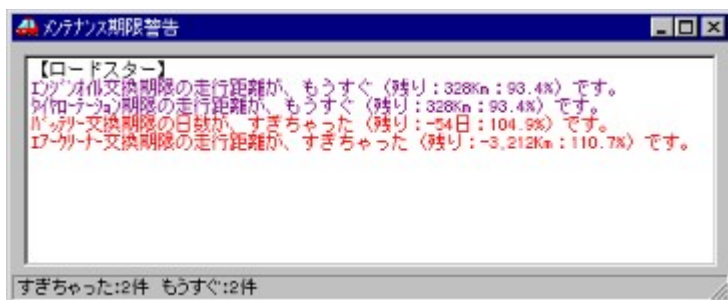 ﾒﾝﾃﾅﾝｽ期限警告
【ロードスター】
ｴﾝｼﾞﾝｵｲﾙ交換期限の走行距離が、もうすぐ（残り：328Km：93.4%）です。
ﾀｲﾔﾛｰﾃｰｼｮﾝ期限の走行距離が、もうすぐ（残り：328Km：93.4%）です。
ﾊﾞｯﾃﾘｰ交換期限の日数が、すぎちゃった（残り：-54日：104.9%）です。
ｴｱｰｸﾘｰﾅｰ交換期限の走行距離が、すぎちゃった（残り：-3,212Km：110.7%）です。
すぎちゃった:2件 もうすぐ:2件